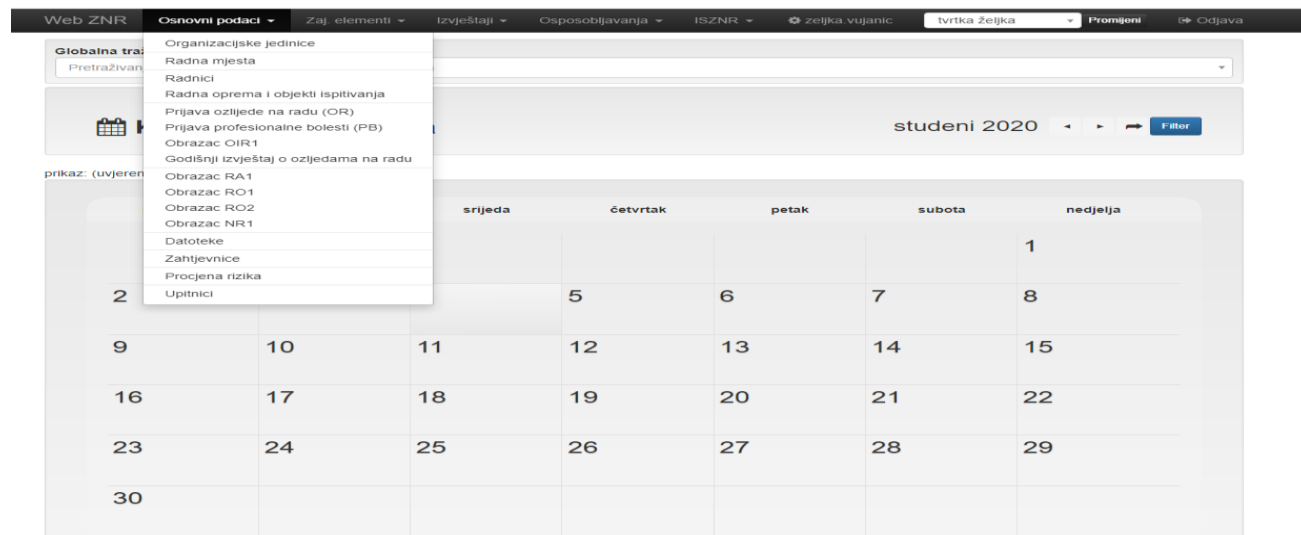 Web ZNR Osnovni podaci Zaj. elementi Izvještaji Osposobljavanja ISZNR zeljka.vujanic tvrtka željka Promijeni Odjava
Globalna
Organizacijske jedinice
Radna mjesta
Radnici
Radna oprema i objekti ispitivanja
Prijava ozlijede na radu (OR)
Prijava profesionalne bolesti (PB)
Obrazac OIR1
Godišnji izvještaj o ozljedama na radu
Obrazac RA1
Obrazac RO1
Obrazac RO2
Obrazac NR1
Datoteke
Zahtjevnice
Procjena rizika
Upitnici
studeni 2020 Filter
prikaz:
srijeda četvrtak petak subota nedjelja
1
2 5 6 7 8
9 10 11 12 13 14 15
16 17 18 19 20 21 22
23 24 25 26 27 28 29
30